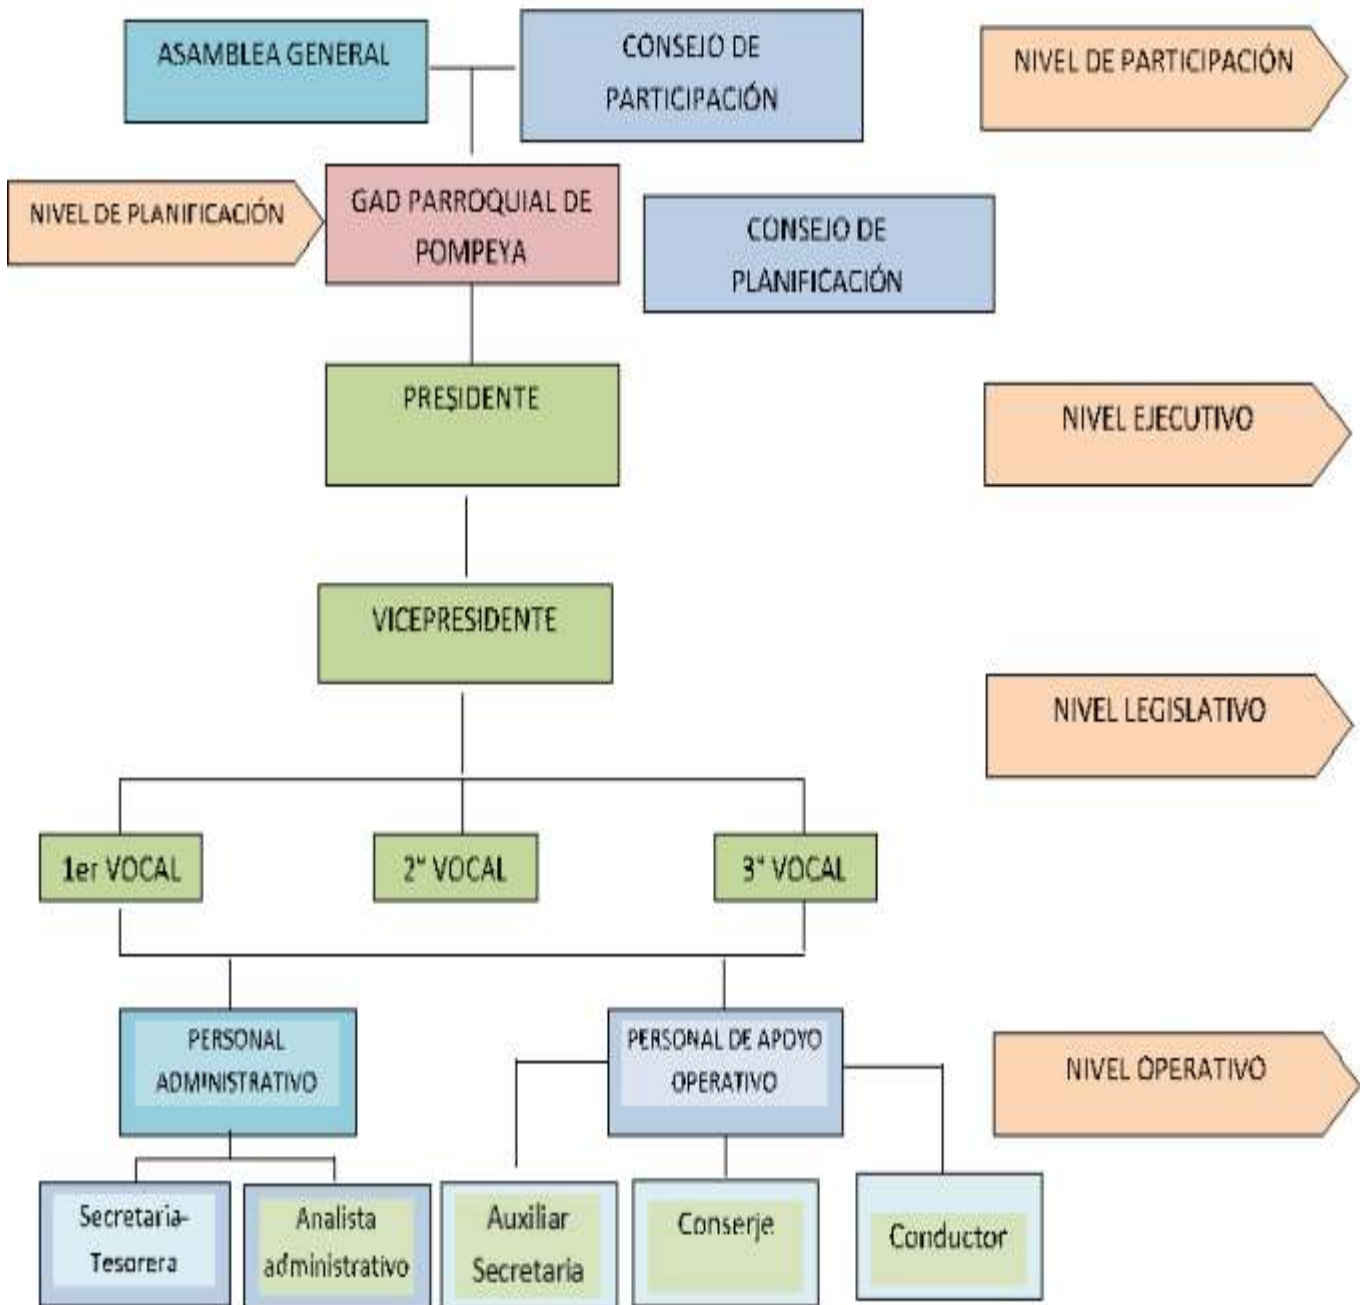 ASAMBLEA GENERAL
CONSEJO DE
PARTICIPACIÓN
NIVEL DE PARTICIPACIÓN
NIVEL DE PLANIFICACIÓN
GAD PARROQUIAL DE
POMPEYA
CONSEJO DE
PLANIFICACIÓN
PRESIDENTE
NIVEL EJECUTIVO
VICEPRESIDENTE
NIVEL LEGISLATIVO
1er VOCAL
2° VOCAL
3° VOCAL
PERSONAL
ADMINISTRATIVO
PERSONAL DE APOYO
OPERATIVO
NIVEL OPERATIVO
Secretaria-
Tesorera
Analista
administrativo
Auxiliar
Secretaria
Conserje
Conductor